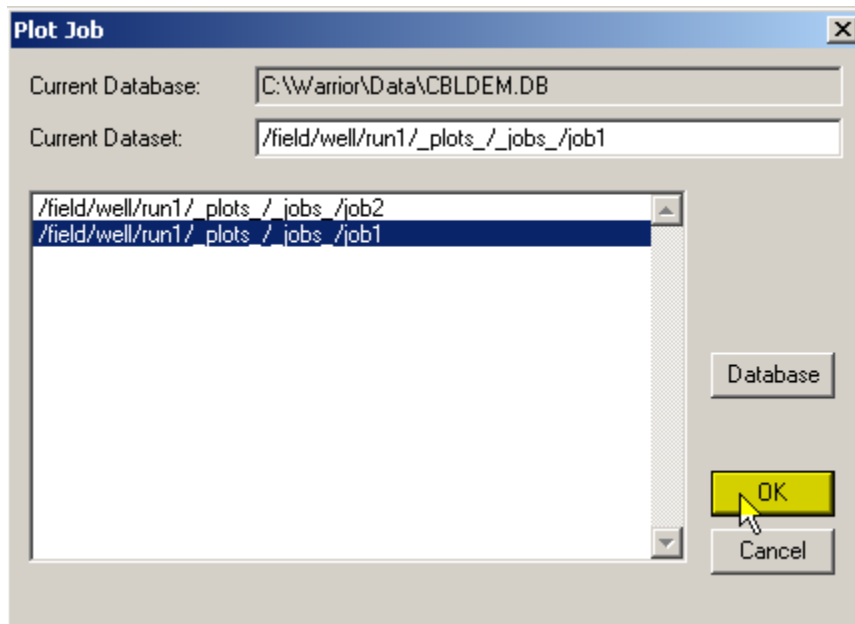 Plot Job
Current Database: C:\Warrior\Data\CBLDEM.DB
Current Dataset: /field/well/run1/_plots_/_jobs_/job1
/field/well/run1/_plots_/_jobs_/job2
/field/well/run1/_plots_/_jobs_/job1
Database
OK
Cancel